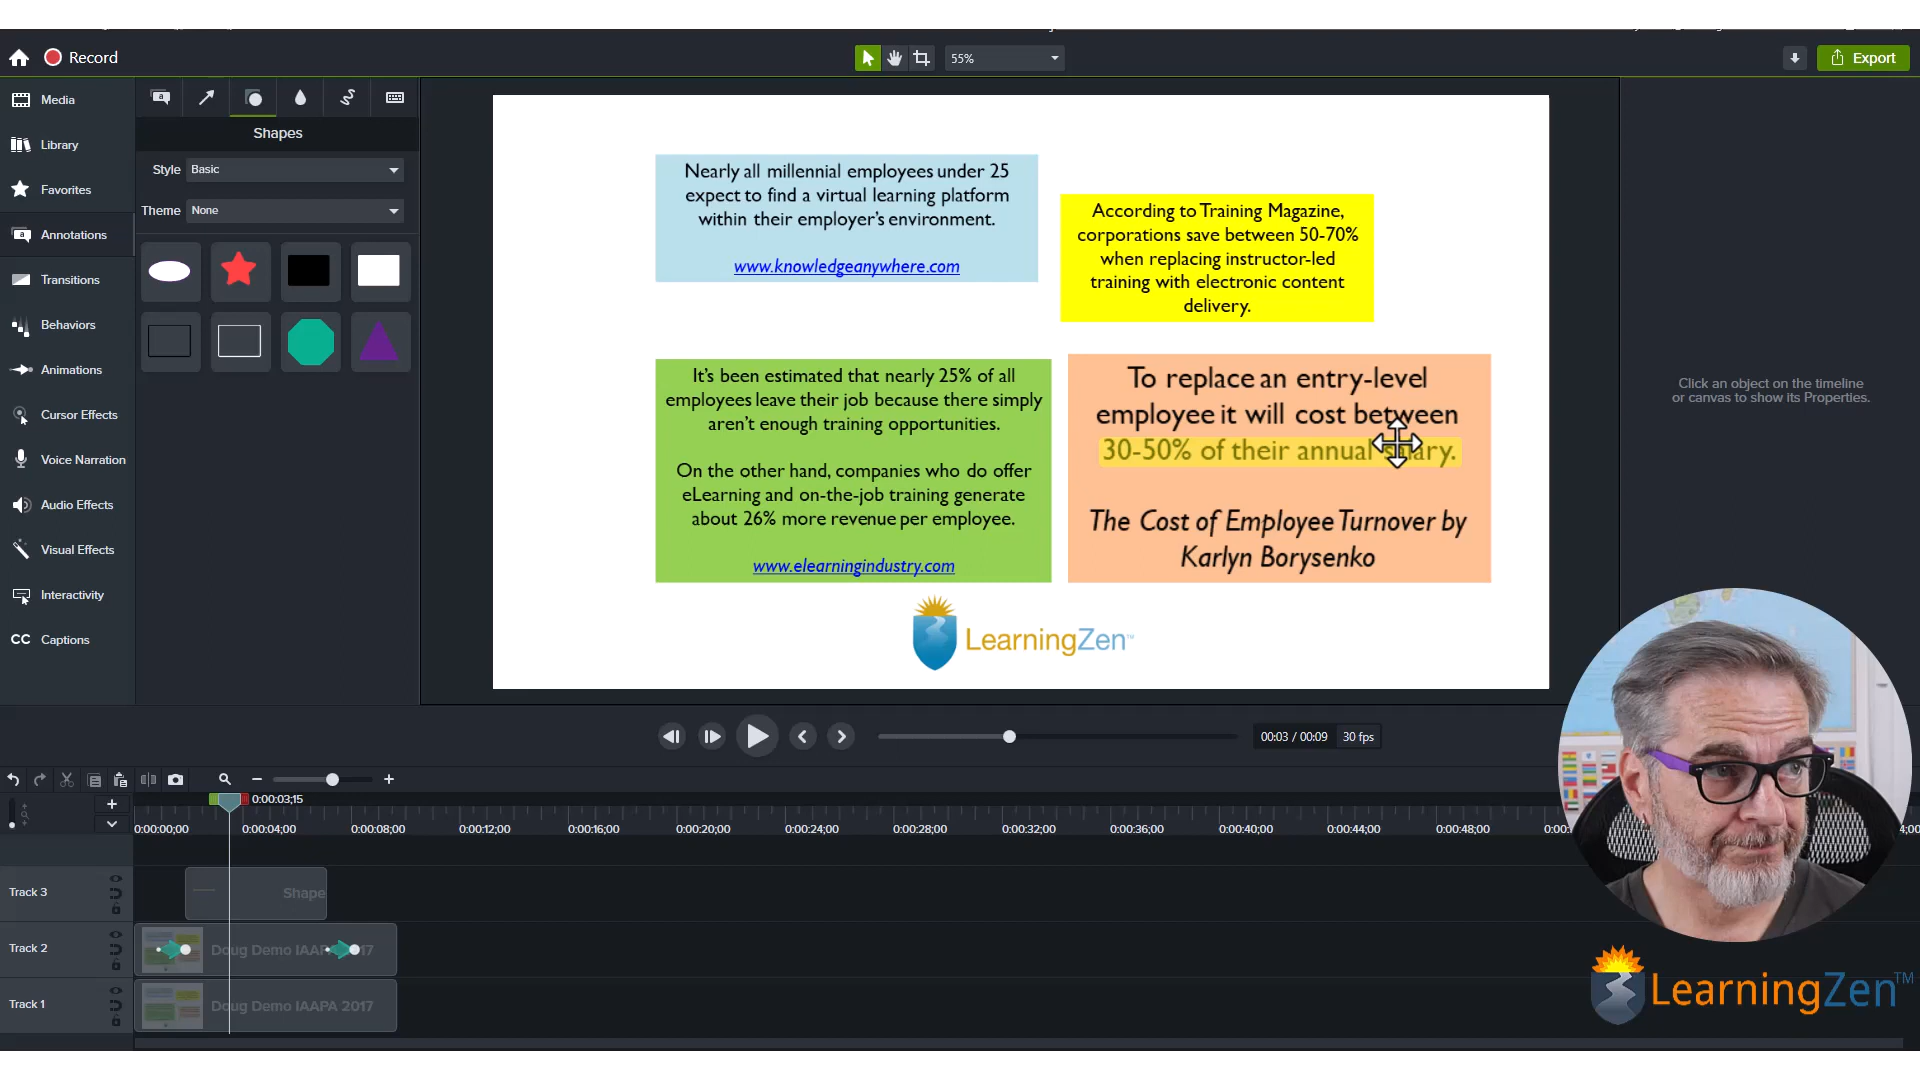 Record
55%
Export
Media
Library
Favorites
Annotations
Transitions
Behaviors
Animations
Cursor Effects
Voice Narration
Audio Effects
Visual Effects
Interactivity
CC Captions
a
Shapes
Style Basic
Theme None
Nearly all millennial employees under 25
expect to find a virtual learning platform
within their employer's environment.
www.knowledgeanywhere.com
According to Training Magazine,
corporations save between 50-70%
when replacing instructor-led
training with electronic content
delivery.
It's been estimated that nearly 25% of all
employees leave their job because there simply
aren't enough training opportunities.
On the other hand, companies who do offer
eLearning and on-the-job training generate
about 26% more revenue per employee.
www.elearningindustry.com
To replace an entry-level
employee it will cost between
30-50% of their annual salary.
The Cost of Employee Turnover by
Karlyn Borysenko
LearningZen™
Click an object on the timeline
or canvas to show its Properties.
00:03 / 00:09 30 fps
0:00:03;15
0:00:00;00 0:00:04;00 0:00:08;00 0:00:12;00 0:00:16;00 0:00:20;00 0:00:24;00 0:00:28;00 0:00:32;00 0:00:36;00 0:00:40;00 0:00:44;00 0:00:48;00
Track 3
Shape
Track 2
Doug Demo IAAPA 2017
Track 1
Doug Demo IAAPA 2017
LearningZen™